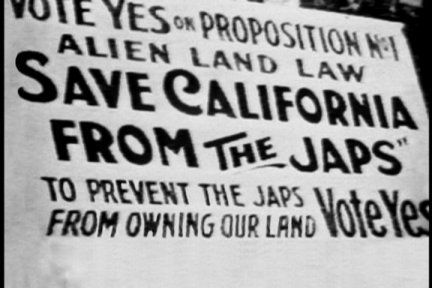 VOTE YES ON PROPOSITION No 1
ALIEN LAND LAW
SAVE CALIFORNIA
FROM THE JAPS"
TO PREVENT THE JAPS
FROM OWNING OUR LAND
Vote Yes